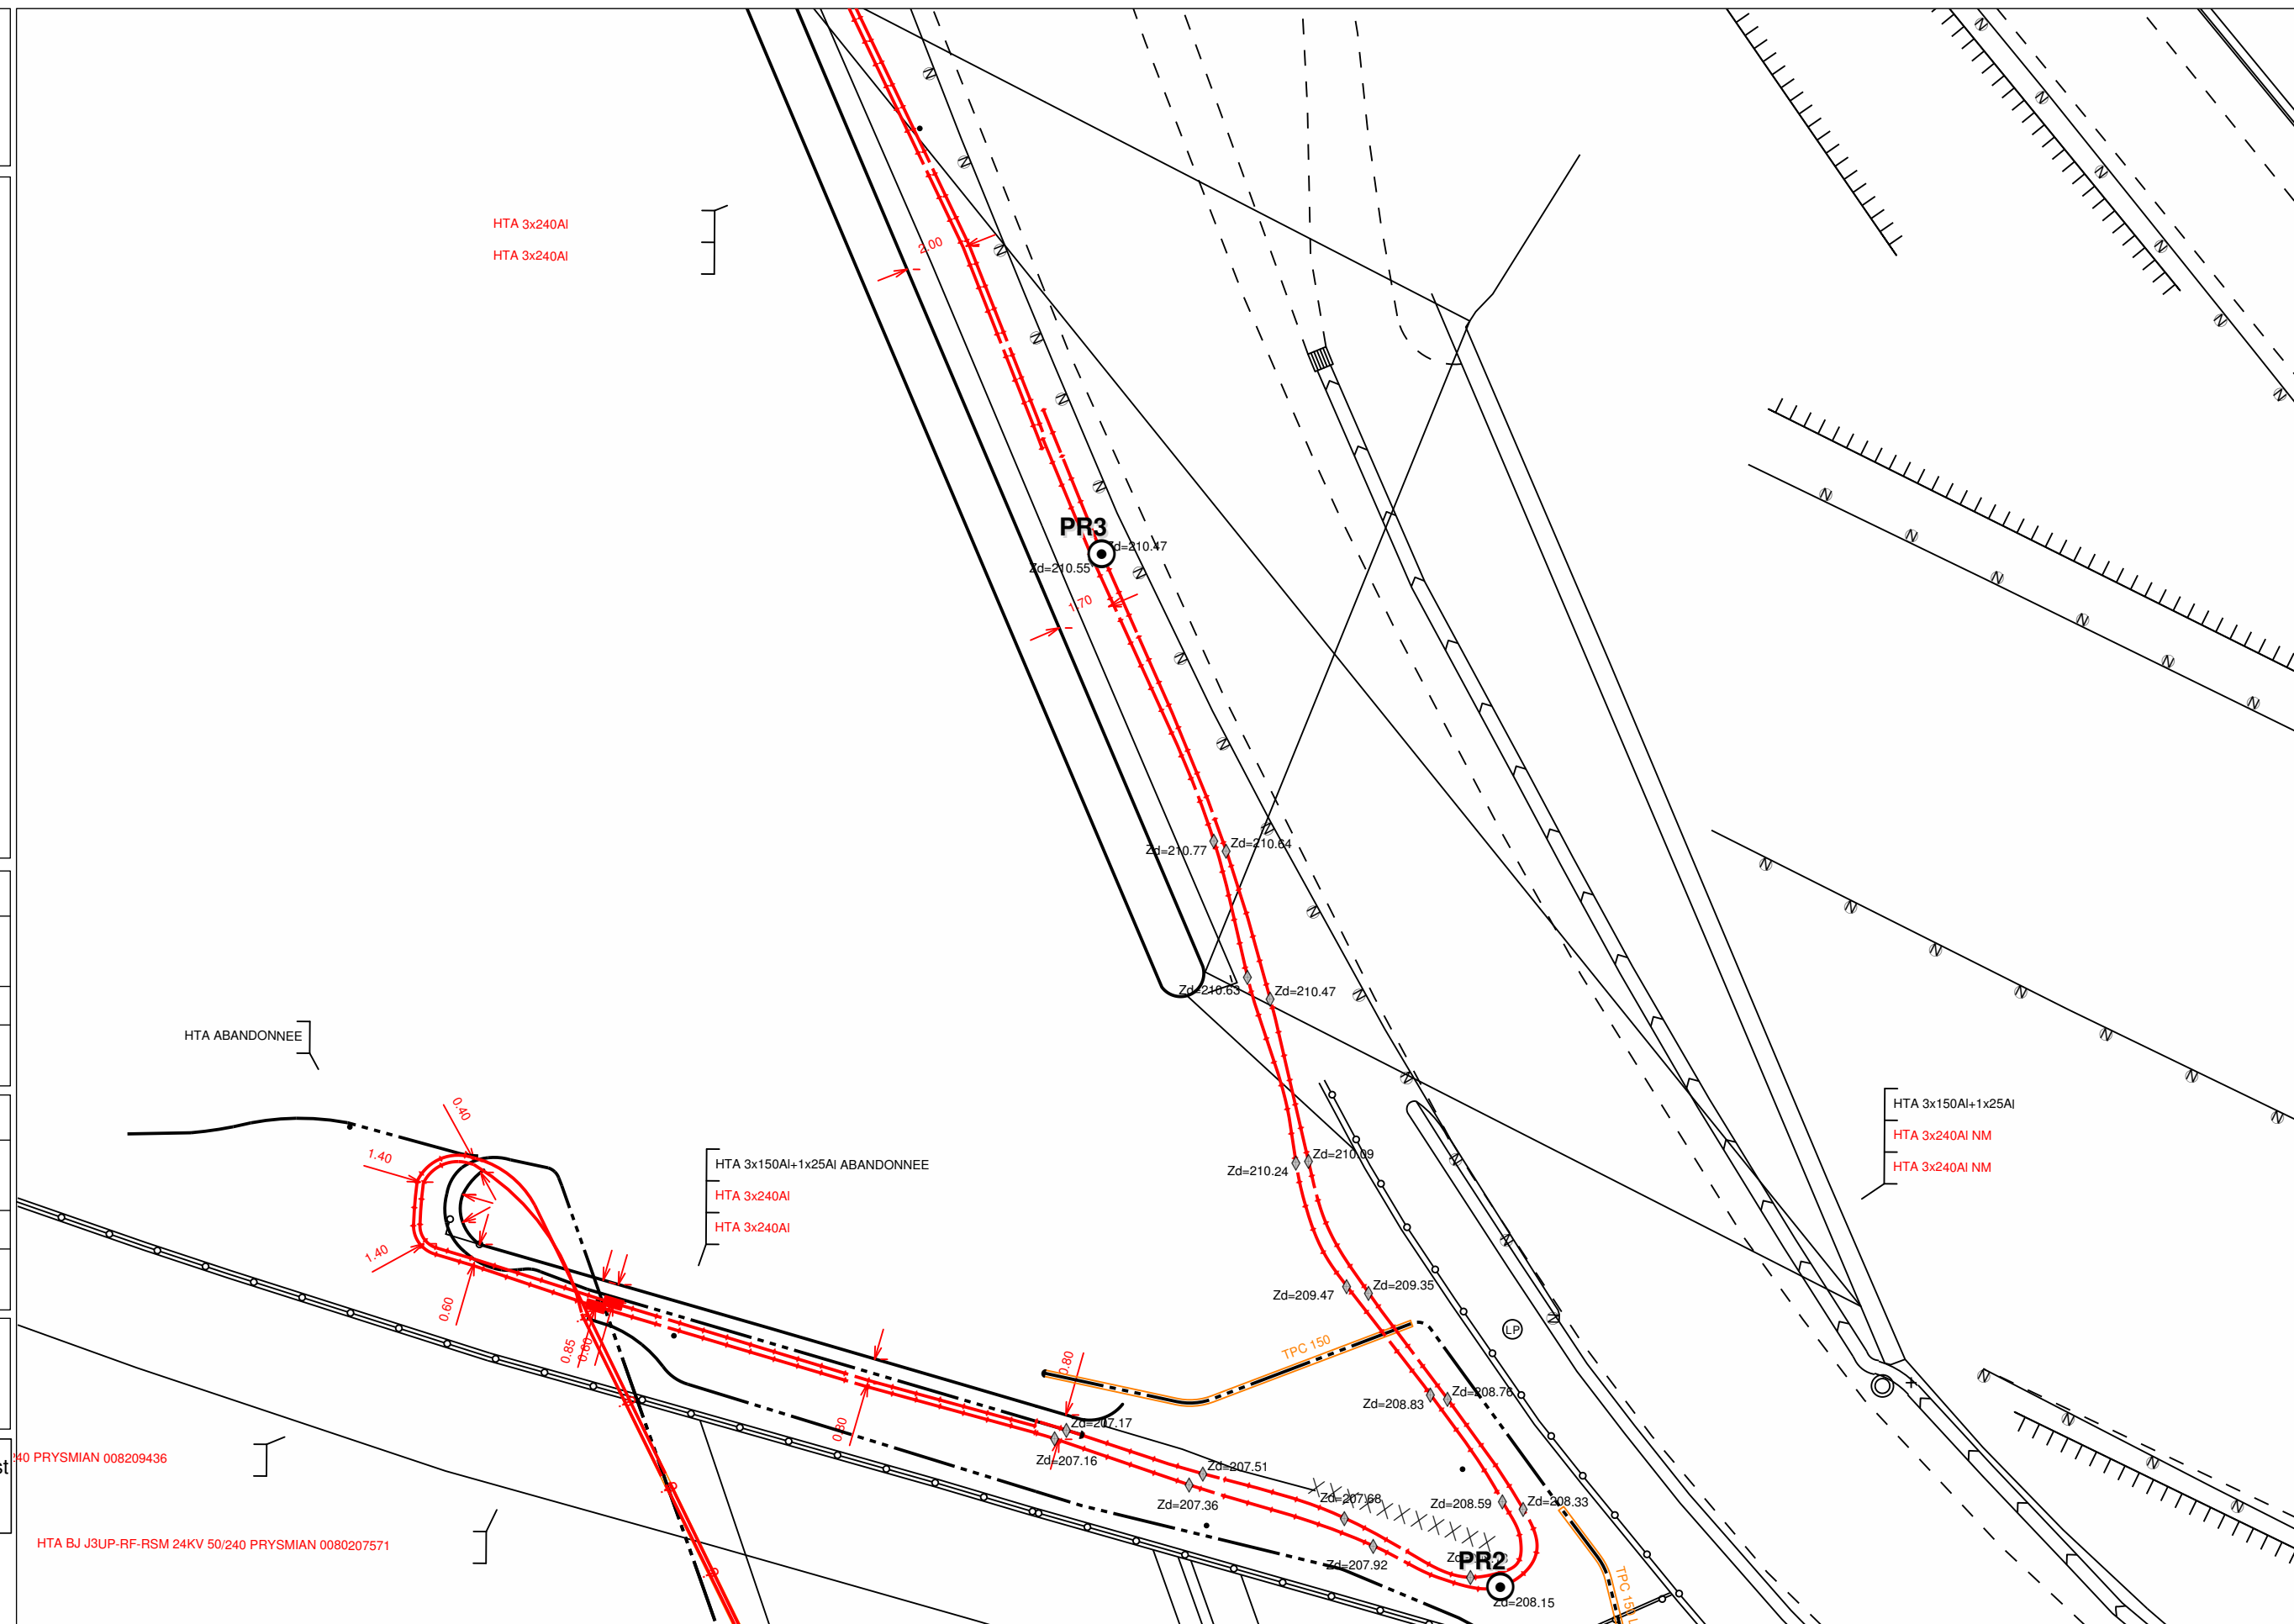 HTA 3x240Al
HTA 3x240Al
2.00
PR3
Zd=210.47
Zd=210.55
1.70
Zd=210.77
Zd=210.64
Zd=210.63
Zd=210.47
HTA ABANDONNEE
0.40
1.40
HTA 3x150Al+1x25Al ABANDONNEE
HTA 3x240Al
HTA 3x240Al
HTA 3x150Al+1x25Al
HTA 3x240Al NM
HTA 3x240Al NM
Zd=210.09
Zd=210.24
1.40
0.60
0.85
0.60
Zd=209.35
Zd=209.47
LP
TPC 150
0.80
0.80
Zd=208.76
Zd=208.83
Zd=207.17
Zd=207.16
Zd=207.51
Zd=207.36
Zd=207.68
Zd=208.59
Zd=208.33
Zd=207.92
PR2
Zd=208.15
TPC 150
st
40 PRYSMIAN 008209436
HTA BJ J3UP-RF-RSM 24KV 50/240 PRYSMIAN 0080207571